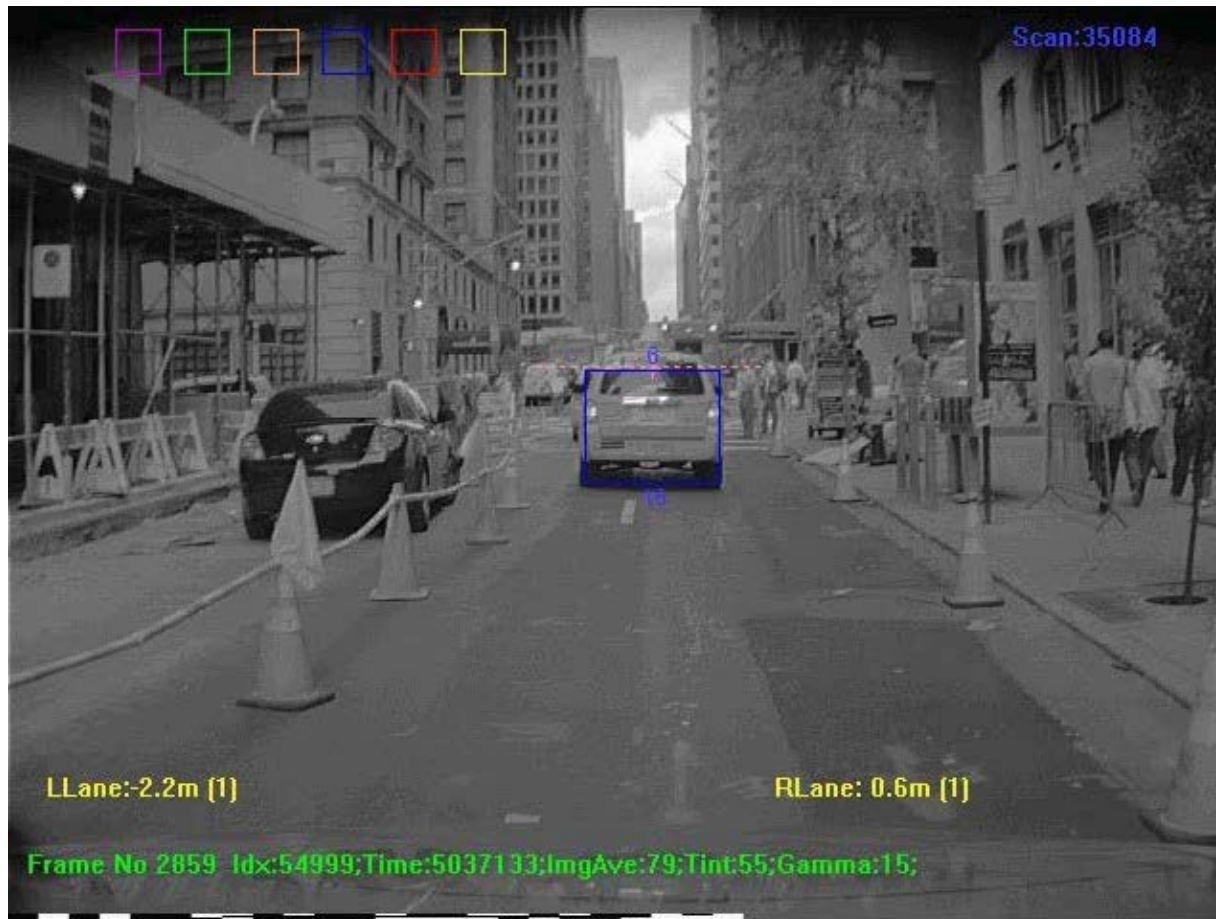 Scan:35084
6
LLane:-2.2m (1)
RLane: 0.6m (1)
Frame No 2859 Idx:54999;Time:5037133;ImgAve:79;Tint:55;Gamma:15;